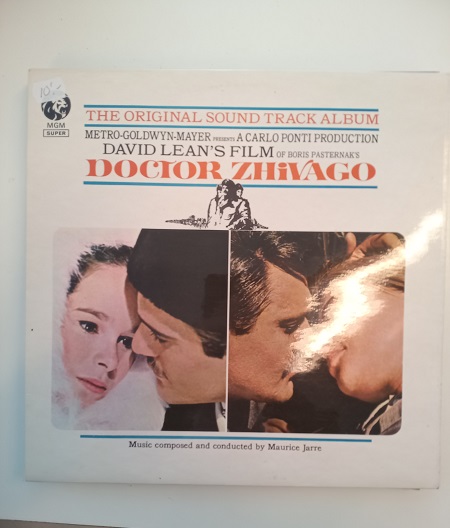 MGM
SUPER
THE ORIGINAL SOUND TRACK ALBUM
METRO-GOLDWYN-MAYER PRESENTS A CARLO PONTI PRODUCTION
DAVID LEAN'S FILM OF BORIS PASTERNAK'S
DOCTOR ZHiVAGO
Music composed and conducted by Maurice Jarre